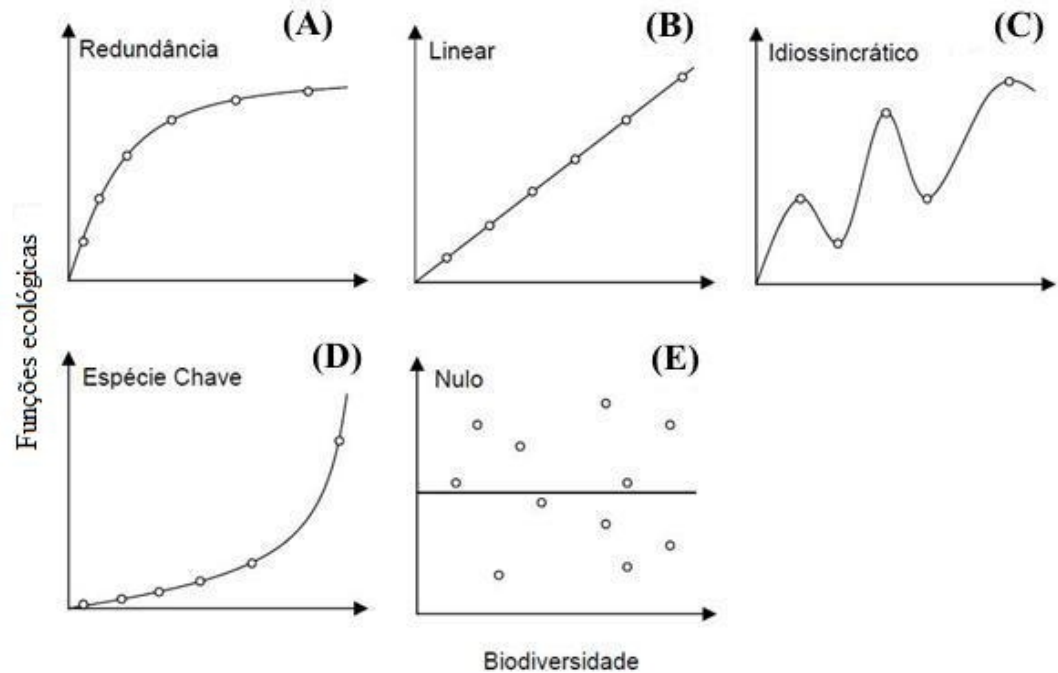 (A)
Redundância
(B)
Linear
(C)
Idiossincrático
Funções ecológicas
(D)
Espécie Chave
(E)
Nulo
Biodiversidade